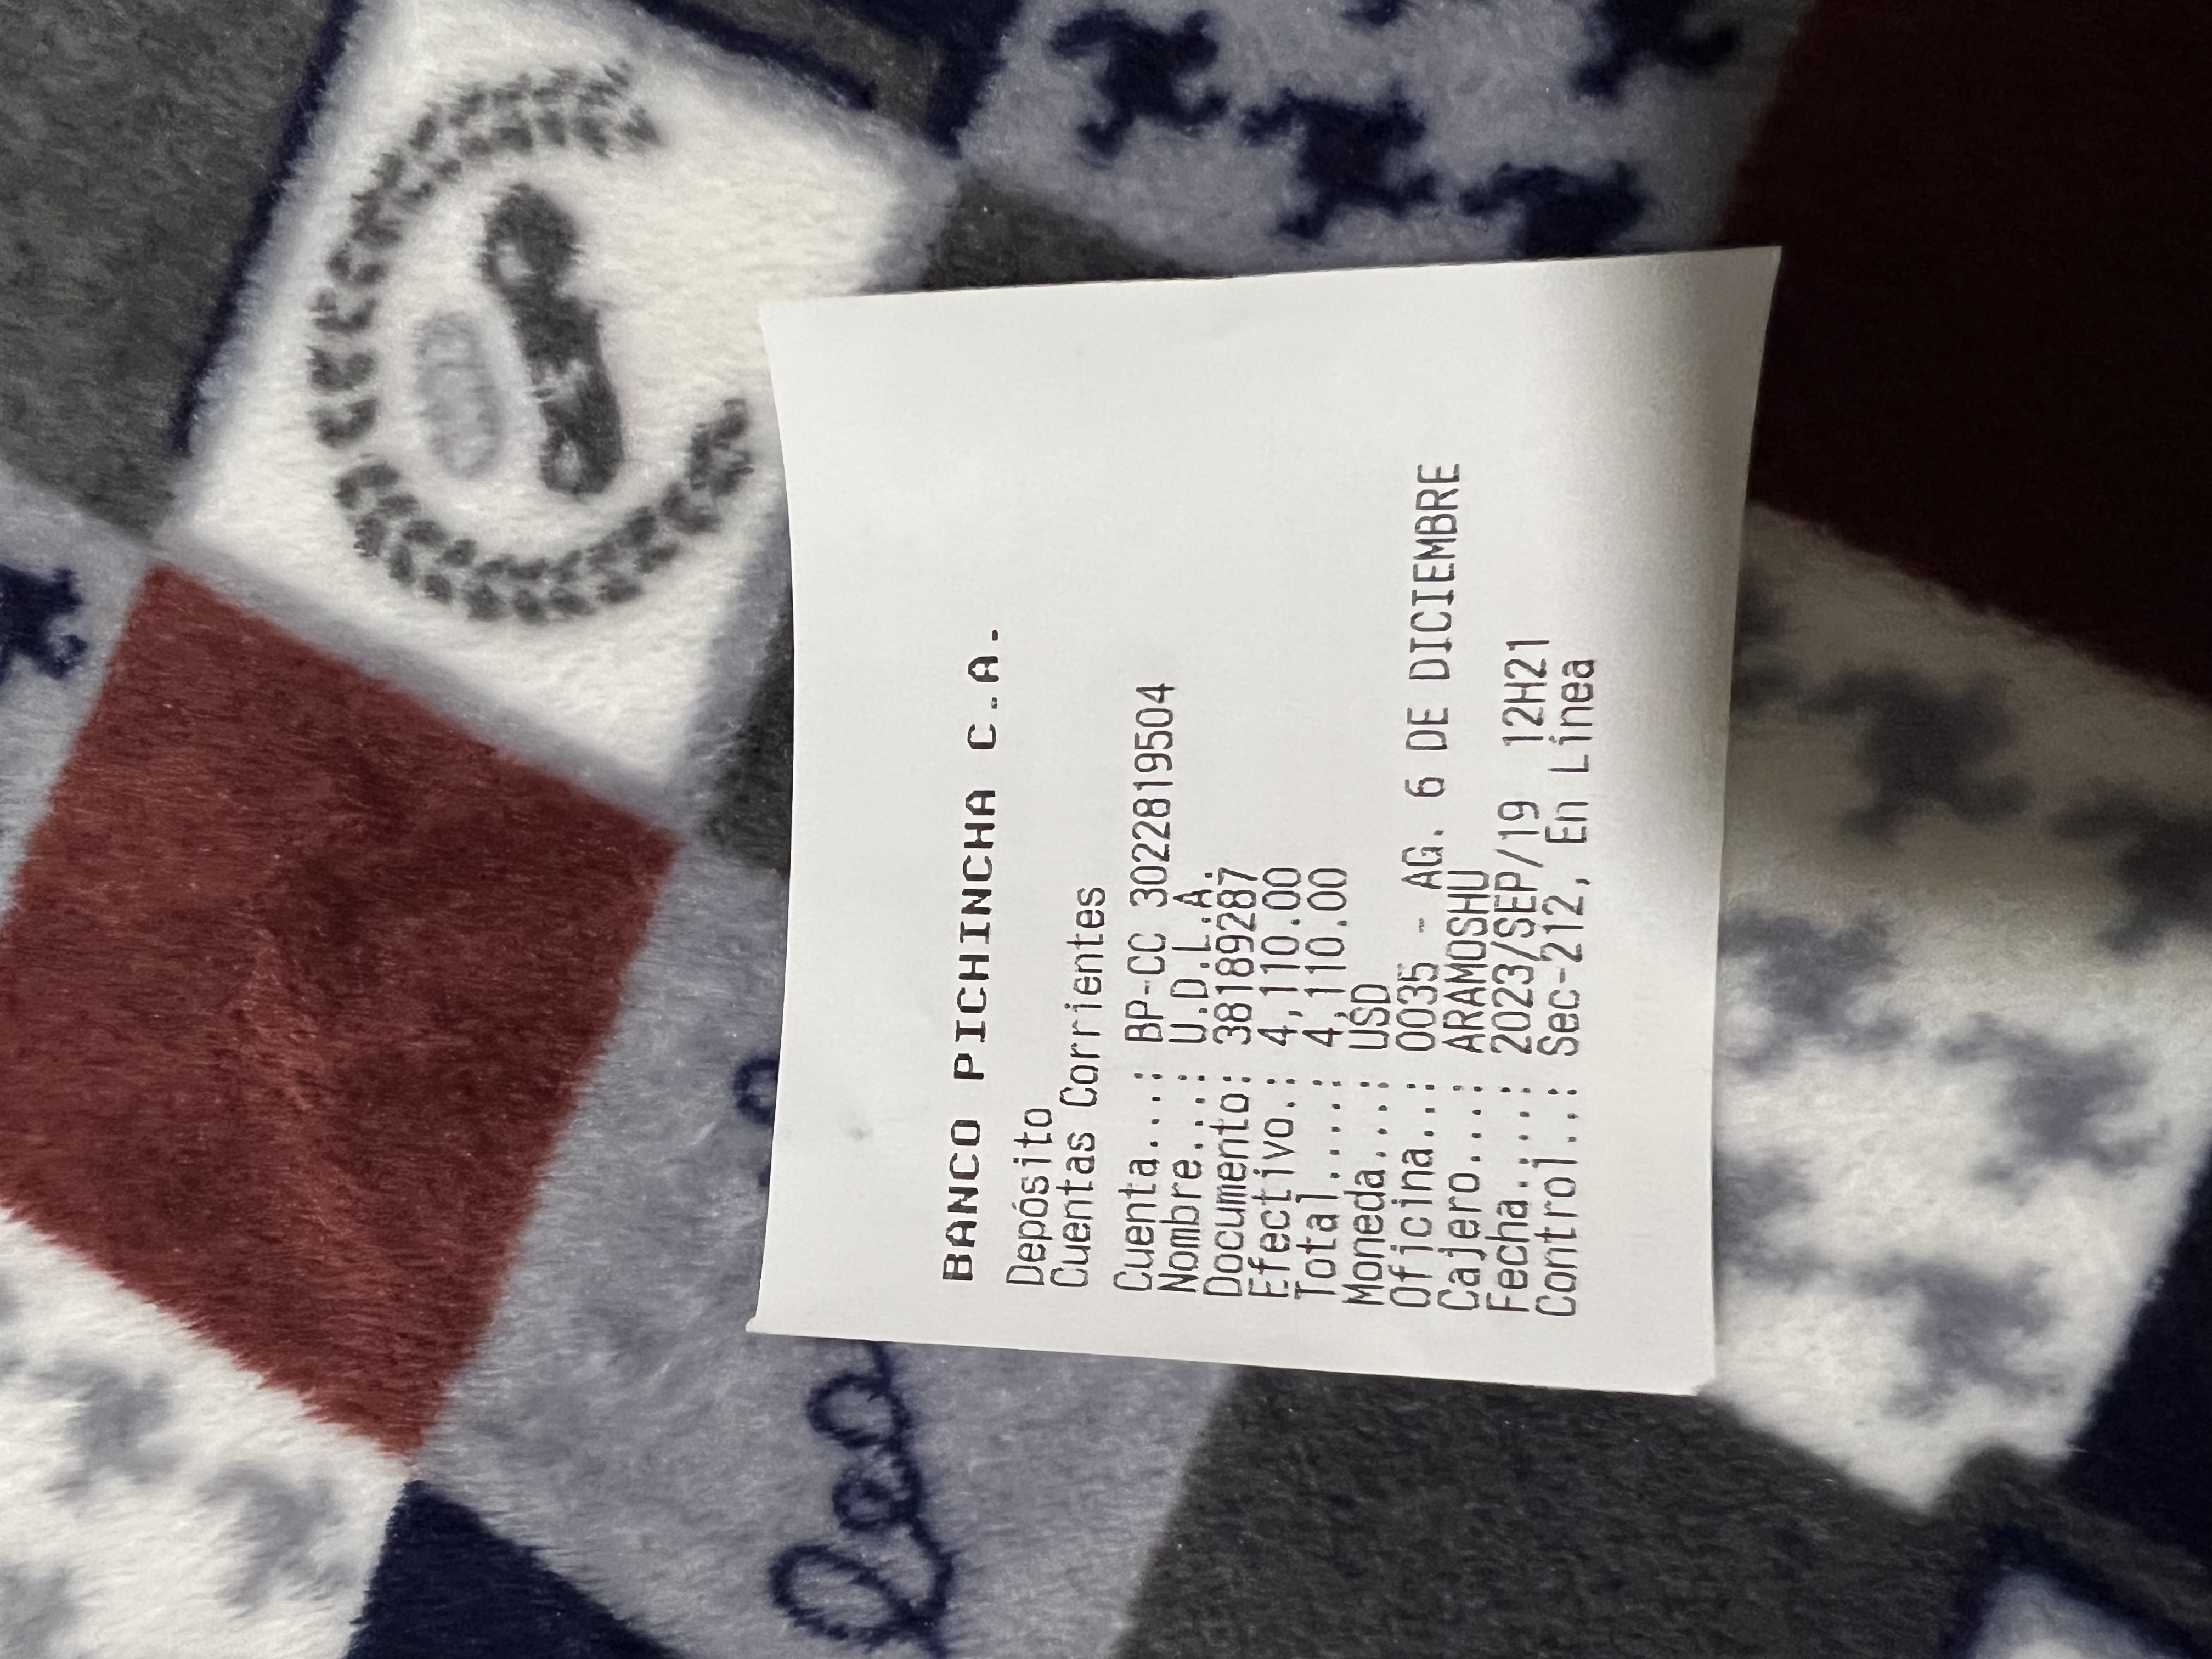 BANCO PICHINCHA C.A.
Depósito
Cuentas Corrientes
Cuenta...: BP-CC 3022819504
Nombre...: U.D.L.A.
Documento: 38189287
Efectivo.: 4,110.00
Total....: 4,110.00
Moneda...: USD
Oficina..: 0035 - AG. 6 DE DICIEMBRE
Cajero...: ARAMOSHU
Fecha....: 2023/SEP/19 12H21
Control..: Sec-212, En Linea